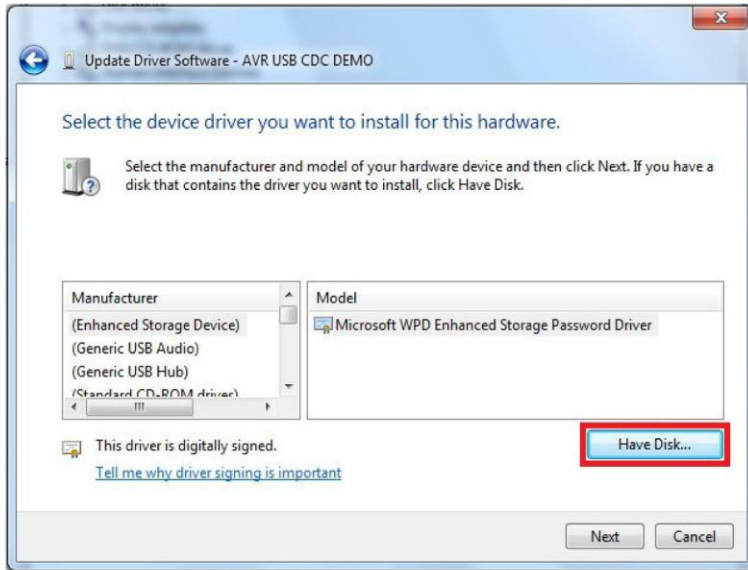 Update Driver Software - AVR USB CDC DEMO
Select the device driver you want to install for this hardware.
Select the manufacturer and model of your hardware device and then click Next. If you have a
disk that contains the driver you want to install, click Have Disk.
Manufacturer
(Enhanced Storage Device)
(Generic USB Audio)
(Generic USB Hub)
(Standard CD-ROM driver)
Model
Microsoft WPD Enhanced Storage Password Driver
This driver is digitally signed.
Tell me why driver signing is important
Have Disk...
Next
Cancel